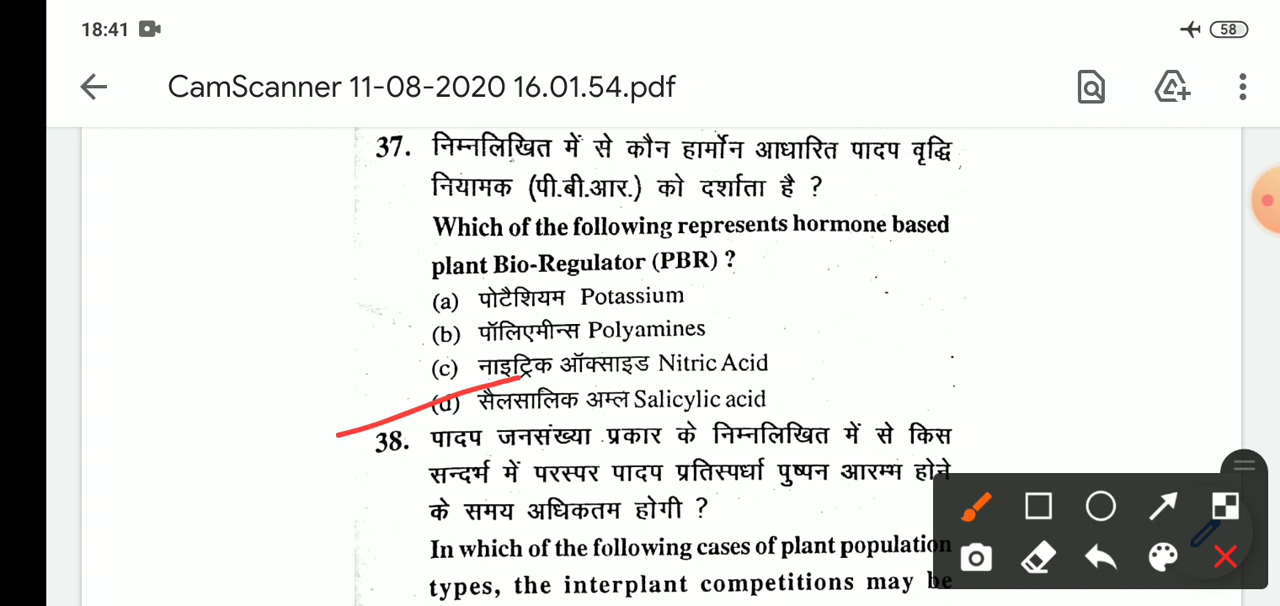 18:41
58
CamScanner 11-08-2020 16.01.54.pdf
37. निम्नलिखित में से कौन हार्मोन आधारित पादप वृद्धि
नियामक (पी.बी.आर.) को दर्शाता है ?
Which of the following represents hormone based
plant Bio-Regulator (PBR) ?
(a) पोटैशियम Potassium
(b) पॉलिएमीन्स Polyamines
(c) नाइट्रिक ऑक्साइड Nitric Acid
(d) सैलसालिक अम्ल Salicylic acid
38. पादप जनसंख्या प्रकार के निम्नलिखित में से किस
सन्दर्भ में परस्पर पादप प्रतिस्पर्धा पुष्पन आरम्भ होने
के समय अधिकतम होगी ?
In which of the following cases of plant population
types, the interplant competitions may be